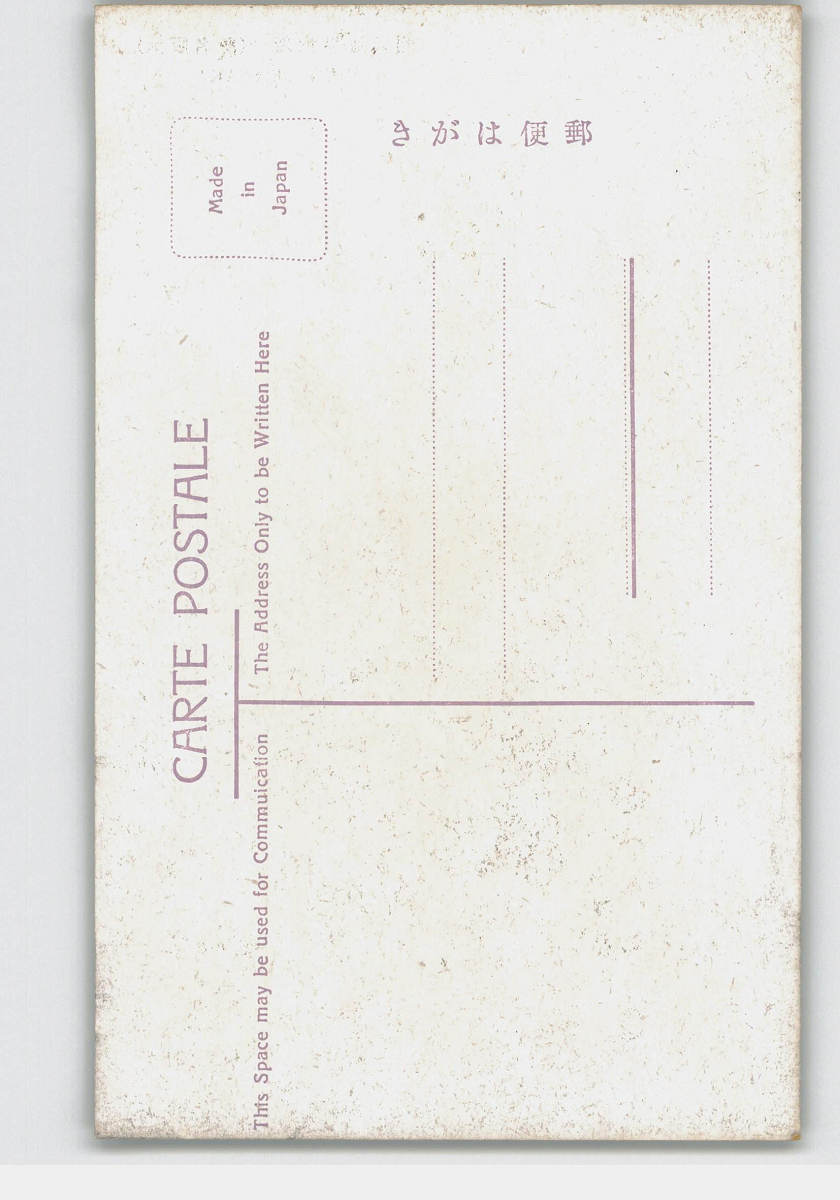 郵便はがき
Made
in
Japan
CARTE POSTALE
This Space may be used for Commuication
The Address Only to be Written Here